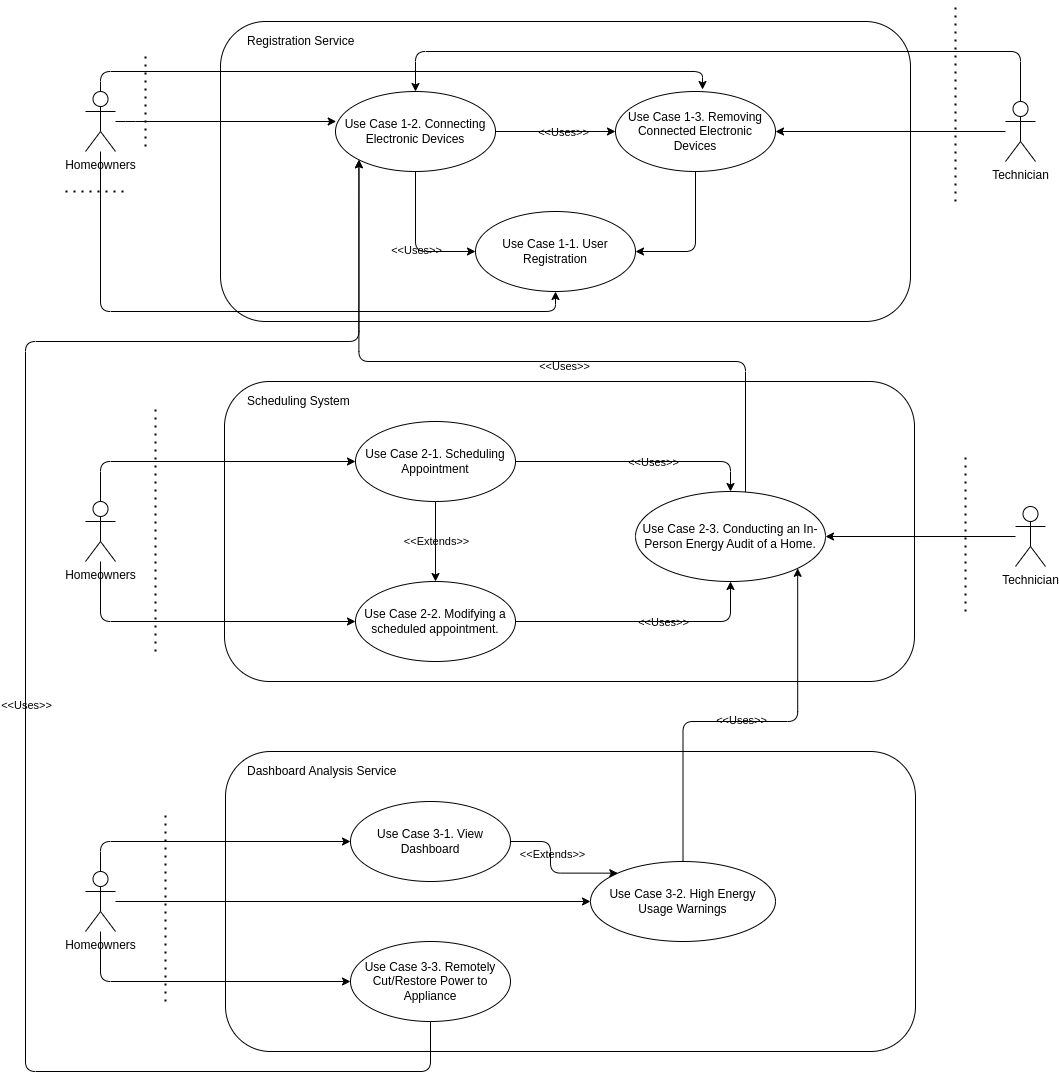 Registration Service
Homeowners
Use Case 1-2. Connecting
Electronic Devices
<<Uses>>
Use Case 1-3. Removing
Connected Electronic
Devices
Technician
<<Uses>>
Use Case 1-1. User
Registration
<<Uses>>
Scheduling System
Use Case 2-1. Scheduling
Appointment
<<Uses>>
Homeowners
<<Extends>>
Use Case 2-3. Conducting an In-
Person Energy Audit of a Home.
Technician
Use Case 2-2. Modifying a
scheduled appointment.
<<Uses>>
<<Uses>>
<<Uses>>
Dashboard Analysis Service
Use Case 3-1. View
Dashboard
<<Extends>>
Homeowners
Use Case 3-2. High Energy
Usage Warnings
Use Case 3-3. Remotely
Cut/Restore Power to
Appliance